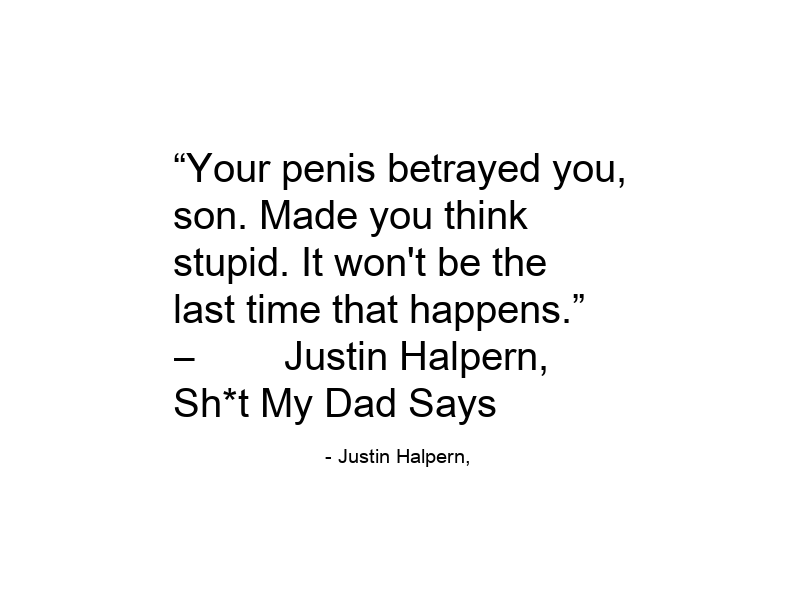 “Your penis betrayed you,
son. Made you think
stupid. It won't be the
last time that happens.”
–        Justin Halpern,
Sh*t My Dad Says
- Justin Halpern,